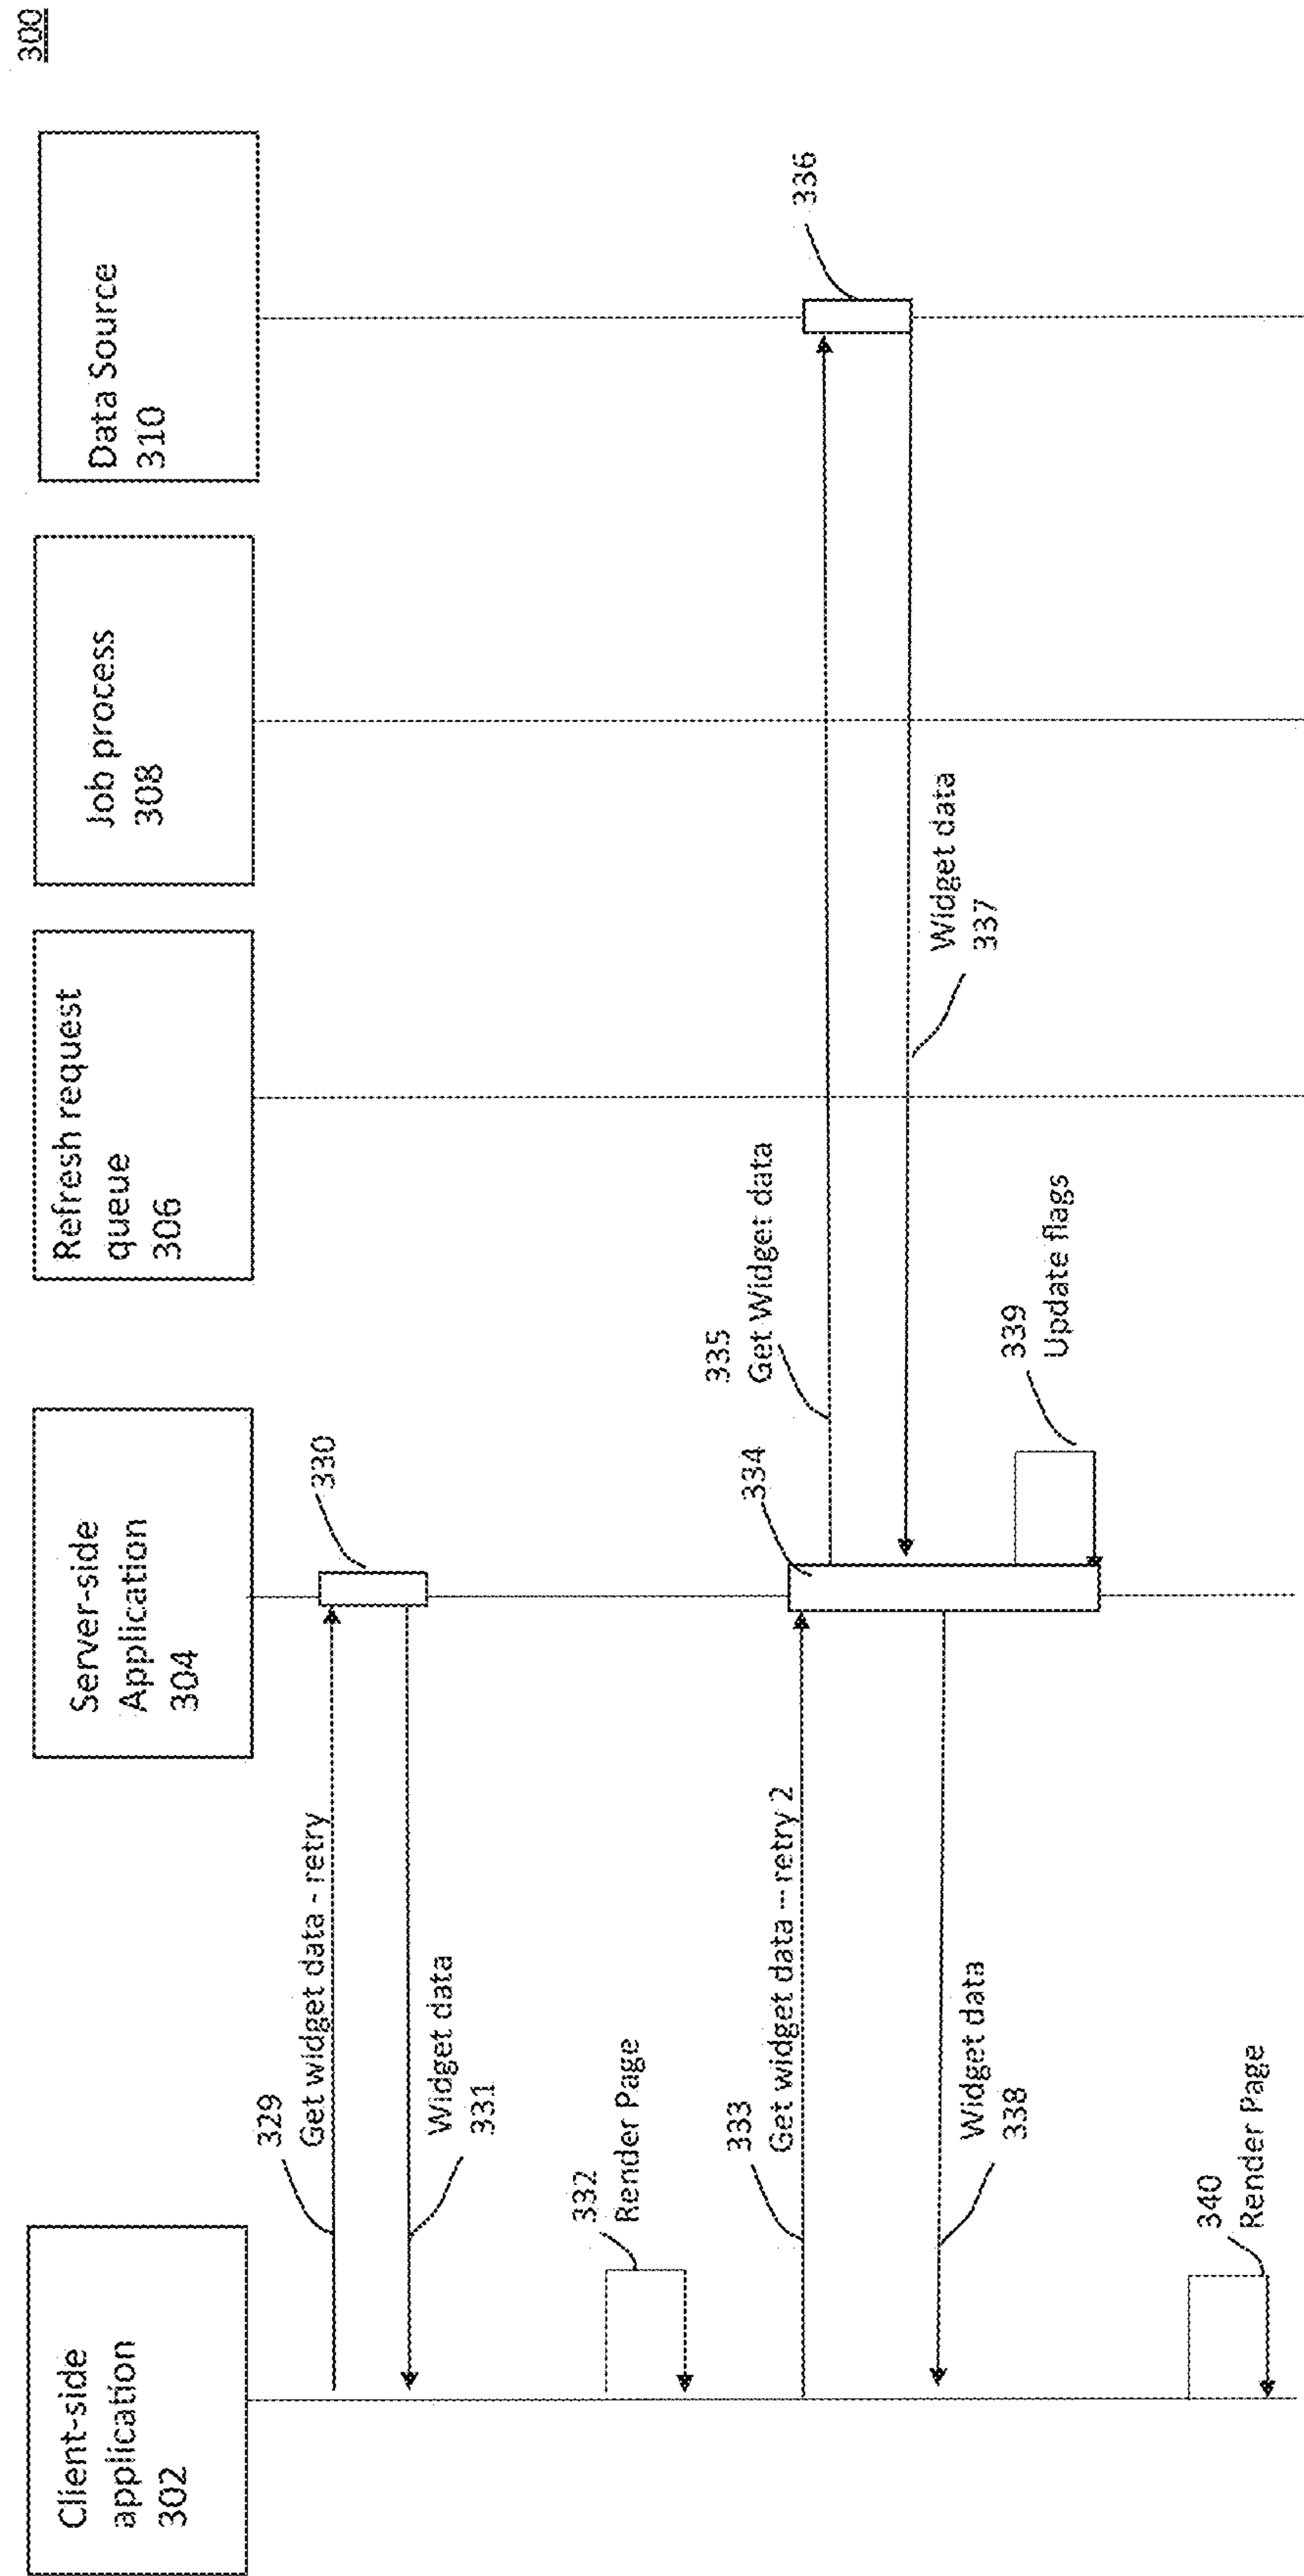 300
Client-side
application
302
Server-side
Application
304
Refresh request
queue
306
Job process
308
Data Source
310
329
Get widget data - retry
330
Widget data
331
332
Render Page
333
Get widget data -- retry 2
334
335
Get Widget data
336
Widget data
337
Widget data
338
339
Update flags
340
Render Page